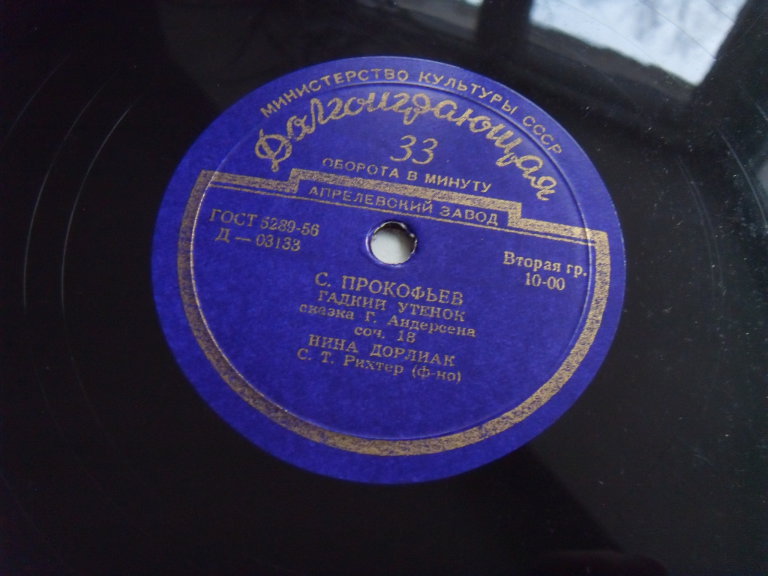 МИНИСТЕРСТВО КУЛЬТУРЫ СССР
Долгоиграющая
33
ОБОРОТА В МИНУТУ
АПРЕЛЕВСКИЙ ЗАВОД
ГОСТ 5289-56
Д — 03133
Вторая гр.
10-00
С. ПРОКОФЬЕВ
ГАДКИЙ УТЕНОК
сказка Г. Андерсена
соч. 18
НИНА ДОРЛИАК
С. Т. Рихтер (ф-но)